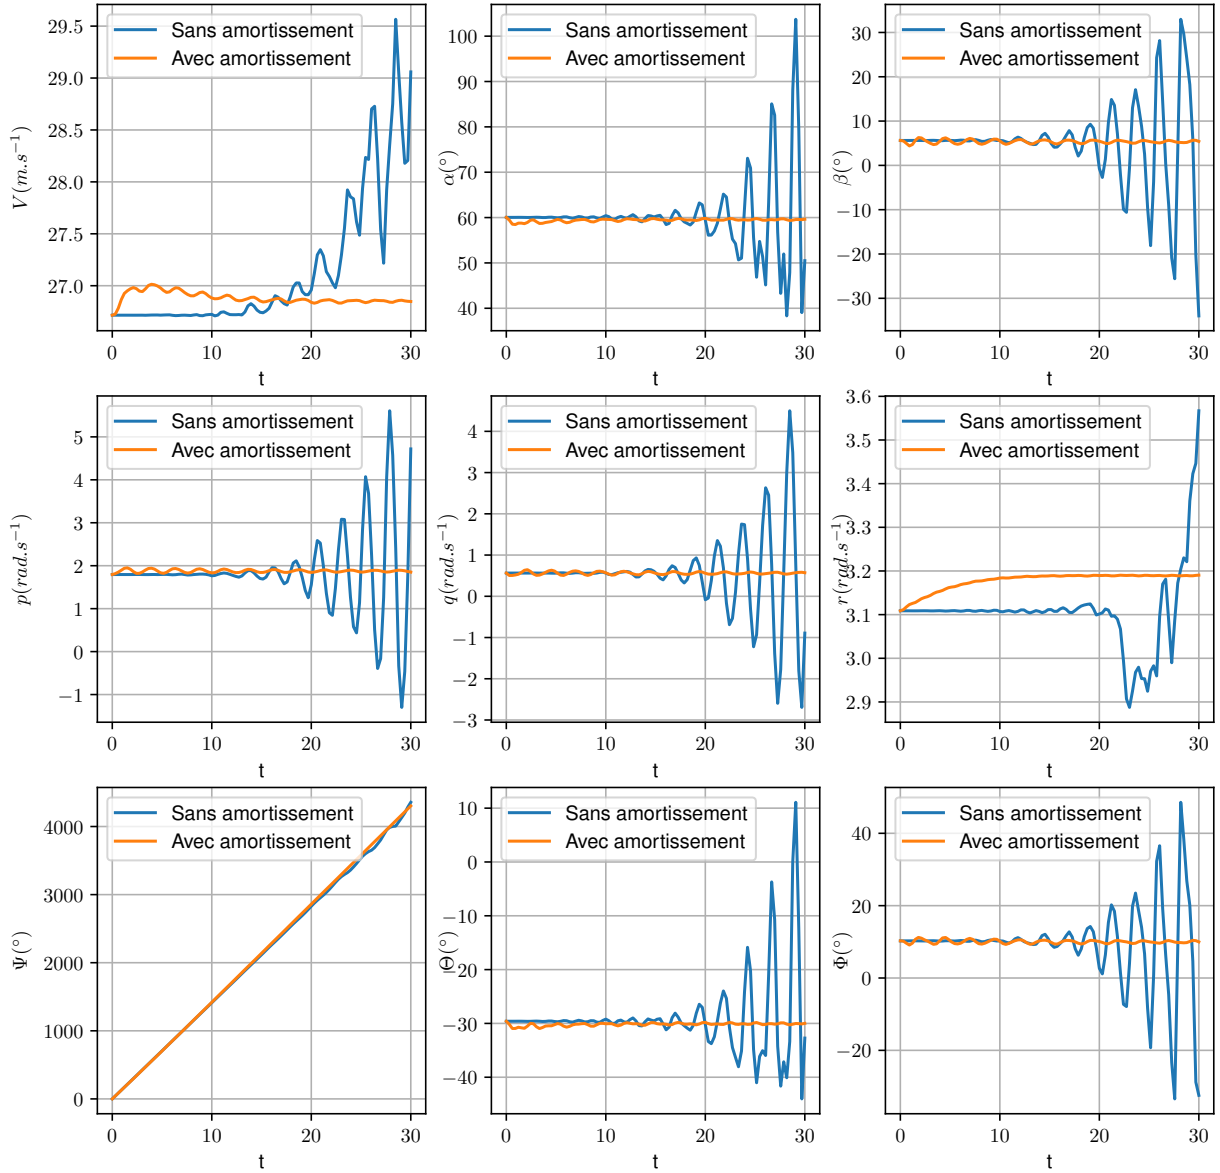 29.5
29.0
28.5
28.0
27.5
27.0
V(m.s⁻¹)
Sans amortissement
Avec amortissement
0 10 20 30
t
100
90
80
70
60
50
40
α(°)
Sans amortissement
Avec amortissement
0 10 20 30
t
30
20
10
0
−10
−20
−30
β(°)
Sans amortissement
Avec amortissement
0 10 20 30
t
5
4
3
2
1
0
−1
p(rad.s⁻¹)
Sans amortissement
Avec amortissement
0 10 20 30
t
4
3
2
1
0
−1
−2
−3
q(rad.s⁻¹)
Sans amortissement
Avec amortissement
0 10 20 30
t
3.6
3.5
3.4
3.3
3.2
3.1
3.0
2.9
r(rad.s⁻¹)
Sans amortissement
Avec amortissement
0 10 20 30
t
4000
3000
2000
1000
0
Ψ(°)
Sans amortissement
Avec amortissement
0 10 20 30
t
10
0
−10
−20
−30
−40
Θ(°)
Sans amortissement
Avec amortissement
0 10 20 30
t
40
20
0
−20
Φ(°)
Sans amortissement
Avec amortissement
0 10 20 30
t